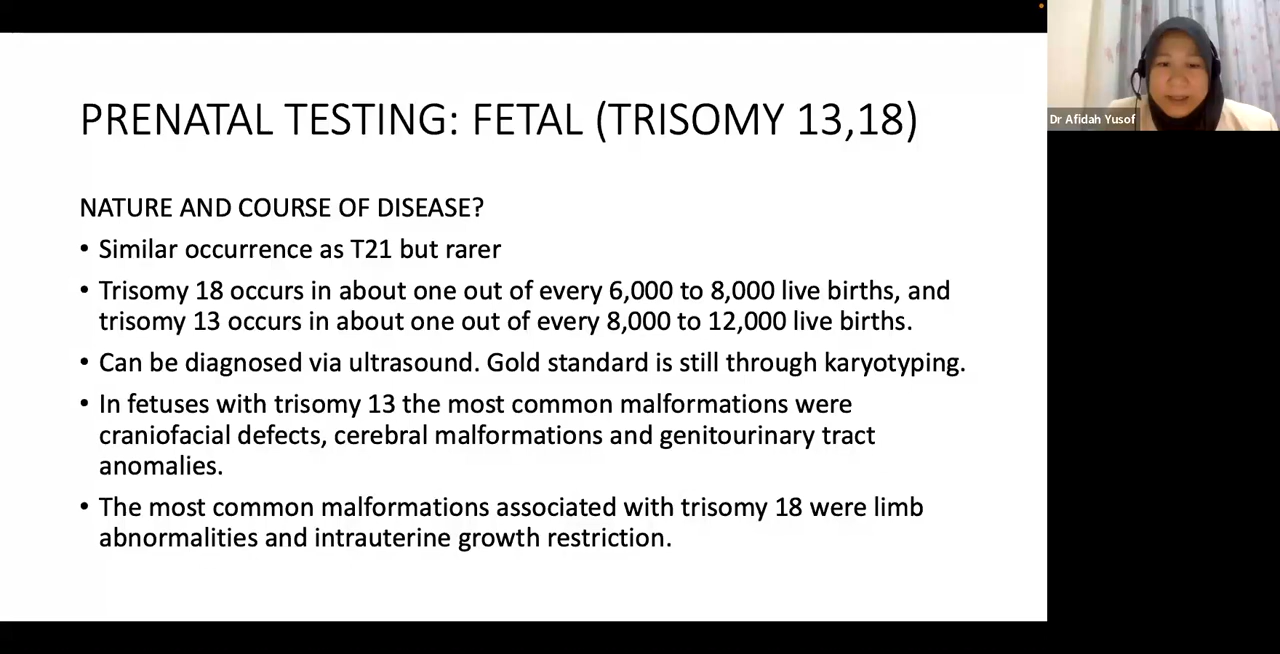 PRENATAL TESTING: FETAL (TRISOMY 13,18)
Dr Afidah Yusof
NATURE AND COURSE OF DISEASE?
• Similar occurrence as T21 but rarer
• Trisomy 18 occurs in about one out of every 6,000 to 8,000 live births, and
trisomy 13 occurs in about one out of every 8,000 to 12,000 live births.
• Can be diagnosed via ultrasound. Gold standard is still through karyotyping.
• In fetuses with trisomy 13 the most common malformations were
craniofacial defects, cerebral malformations and genitourinary tract
anomalies.
• The most common malformations associated with trisomy 18 were limb
abnormalities and intrauterine growth restriction.